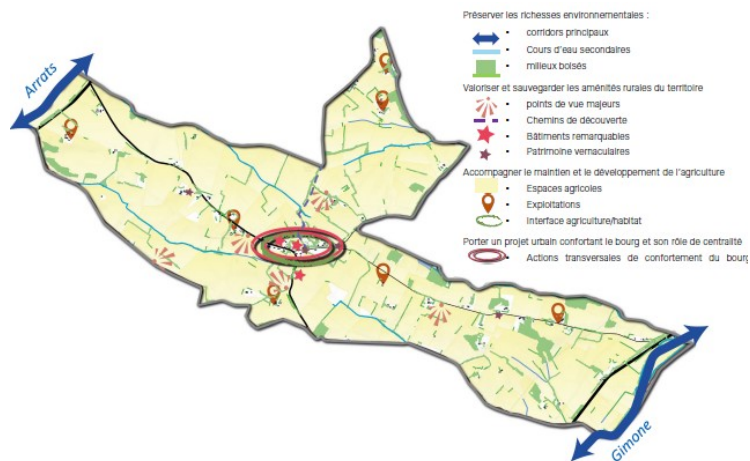 Préserver les richesses environnementales :
• corridors principaux
• Cours d'eau secondaires
• milieux boisés
Valoriser et sauvegarder les aménités rurales du territoire
• points de vue majeurs
• Chemins de découverte
• Bâtiments remarquables
• Patrimoine vernaculaires
Accompagner le maintien et le développement de l'agriculture
• Espaces agricoles
• Exploitations
• Interface agriculture/habitat
Porter un projet urbain confortant le bourg et son rôle de centralité
• Actions transversales de confortement du bourg
Arrats
Gimone